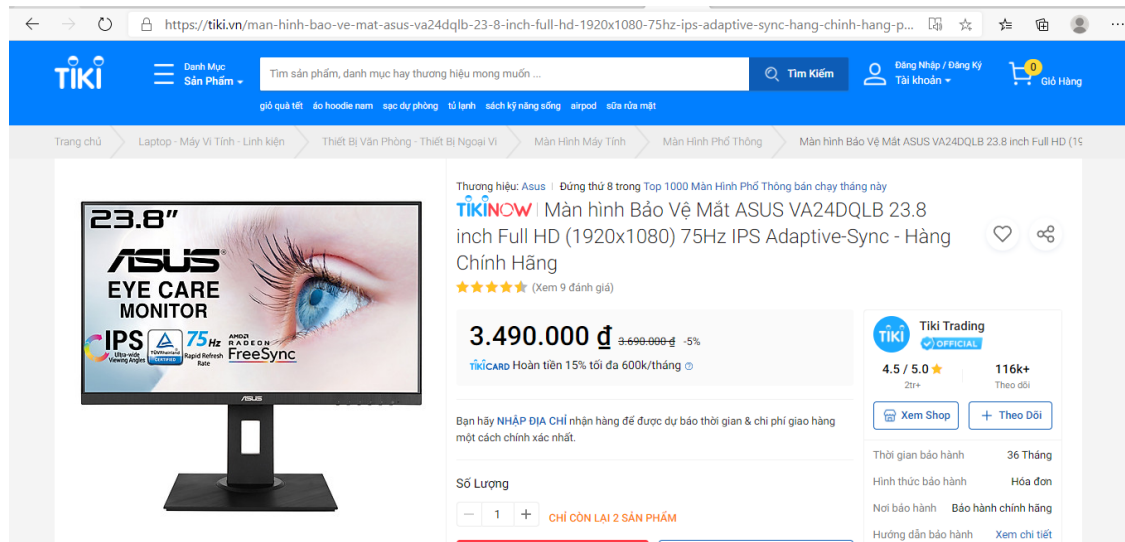 https://tiki.vn/man-hinh-bao-ve-mat-asus-va24dqlb-23-8-inch-full-hd-1920x1080-75hz-ips-adaptive-sync-hang-chinh-hang-p...
TIKI
Danh Mục
Sản Phẩm
Tìm sản phẩm, danh mục hay thương hiệu mong muốn ...
Tìm Kiếm
Đăng Nhập / Đăng Ký
Tài khoản
0
Giỏ Hàng
giỏ quà tết áo hoodie nam sạc dự phòng tủ lạnh sách kỹ năng sống airpod sữa rửa mặt
Trang chủ
Laptop - Máy Vi Tính - Linh kiện
Thiết Bị Văn Phòng - Thiết Bị Ngoại Vi
Màn Hình Máy Tính
Màn Hình Phổ Thông
Màn hình Bảo Vệ Mắt ASUS VA24DQLB 23.8 inch Full HD (19
23.8"
ASUS
EYE CARE
MONITOR
IPS
Ultra-wide
Viewing Angles
TÜVRheinland
CERTIFIED
75Hz
Rapid Refresh
Rate
AMD
RADEON
FreeSync
ASUS
Thương hiệu: Asus | Đứng thứ 8 trong Top 1000 Màn Hình Phổ Thông bán chạy tháng này
TIKINOW | Màn hình Bảo Vệ Mắt ASUS VA24DQLB 23.8
inch Full HD (1920x1080) 75Hz IPS Adaptive-Sync - Hàng
Chính Hãng
(Xem 9 đánh giá)
3.490.000 ₫ 3.690.000 ₫ -5%
TIKICARD Hoàn tiền 15% tối đa 600k/tháng
Bạn hãy NHẬP ĐỊA CHỈ nhận hàng để được dự báo thời gian & chi phí giao hàng
một cách chính xác nhất.
Số Lượng
1
CHỈ CÒN LẠI 2 SẢN PHẨM
TIKI
Tiki Trading
OFFICIAL
4.5 / 5.0
2tr+
116k+
Theo dõi
Xem Shop
+ Theo Dõi
Thời gian bảo hành 36 Tháng
Hình thức bảo hành Hóa đơn
Nơi bảo hành Bảo hành chính hãng
Hướng dẫn bảo hành Xem chi tiết